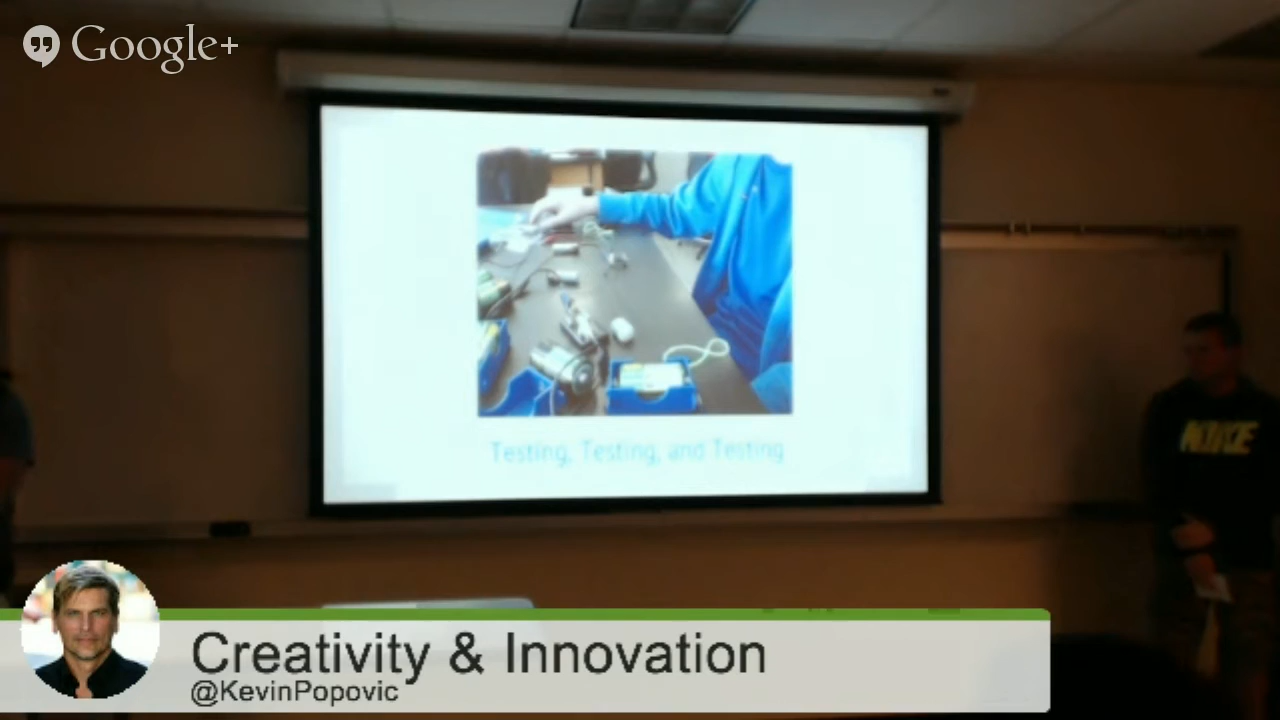 Google+
Testing, Testing, and Testing
NIKE
Creativity & Innovation
@KevinPopovic